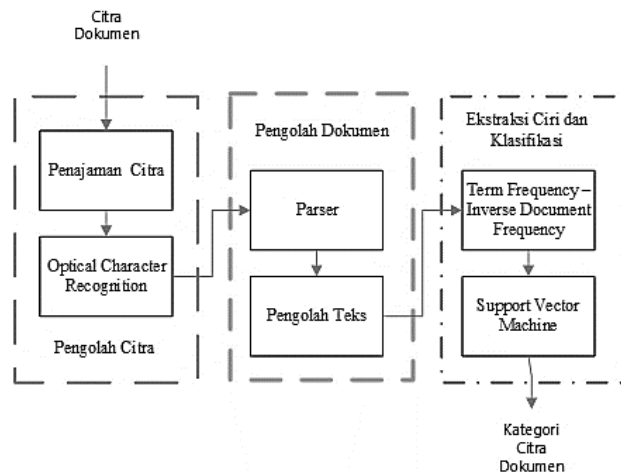 Citra
Dokumen
Penajaman Citra
Optical Character
Recognition
Pengolah Citra
Pengolah Dokumen
Parser
Pengolah Teks
Ekstraksi Ciri dan
Klasifikasi
Term Frequency –
Inverse Document
Frequency
Support Vector
Machine
Kategori
Citra
Dokumen